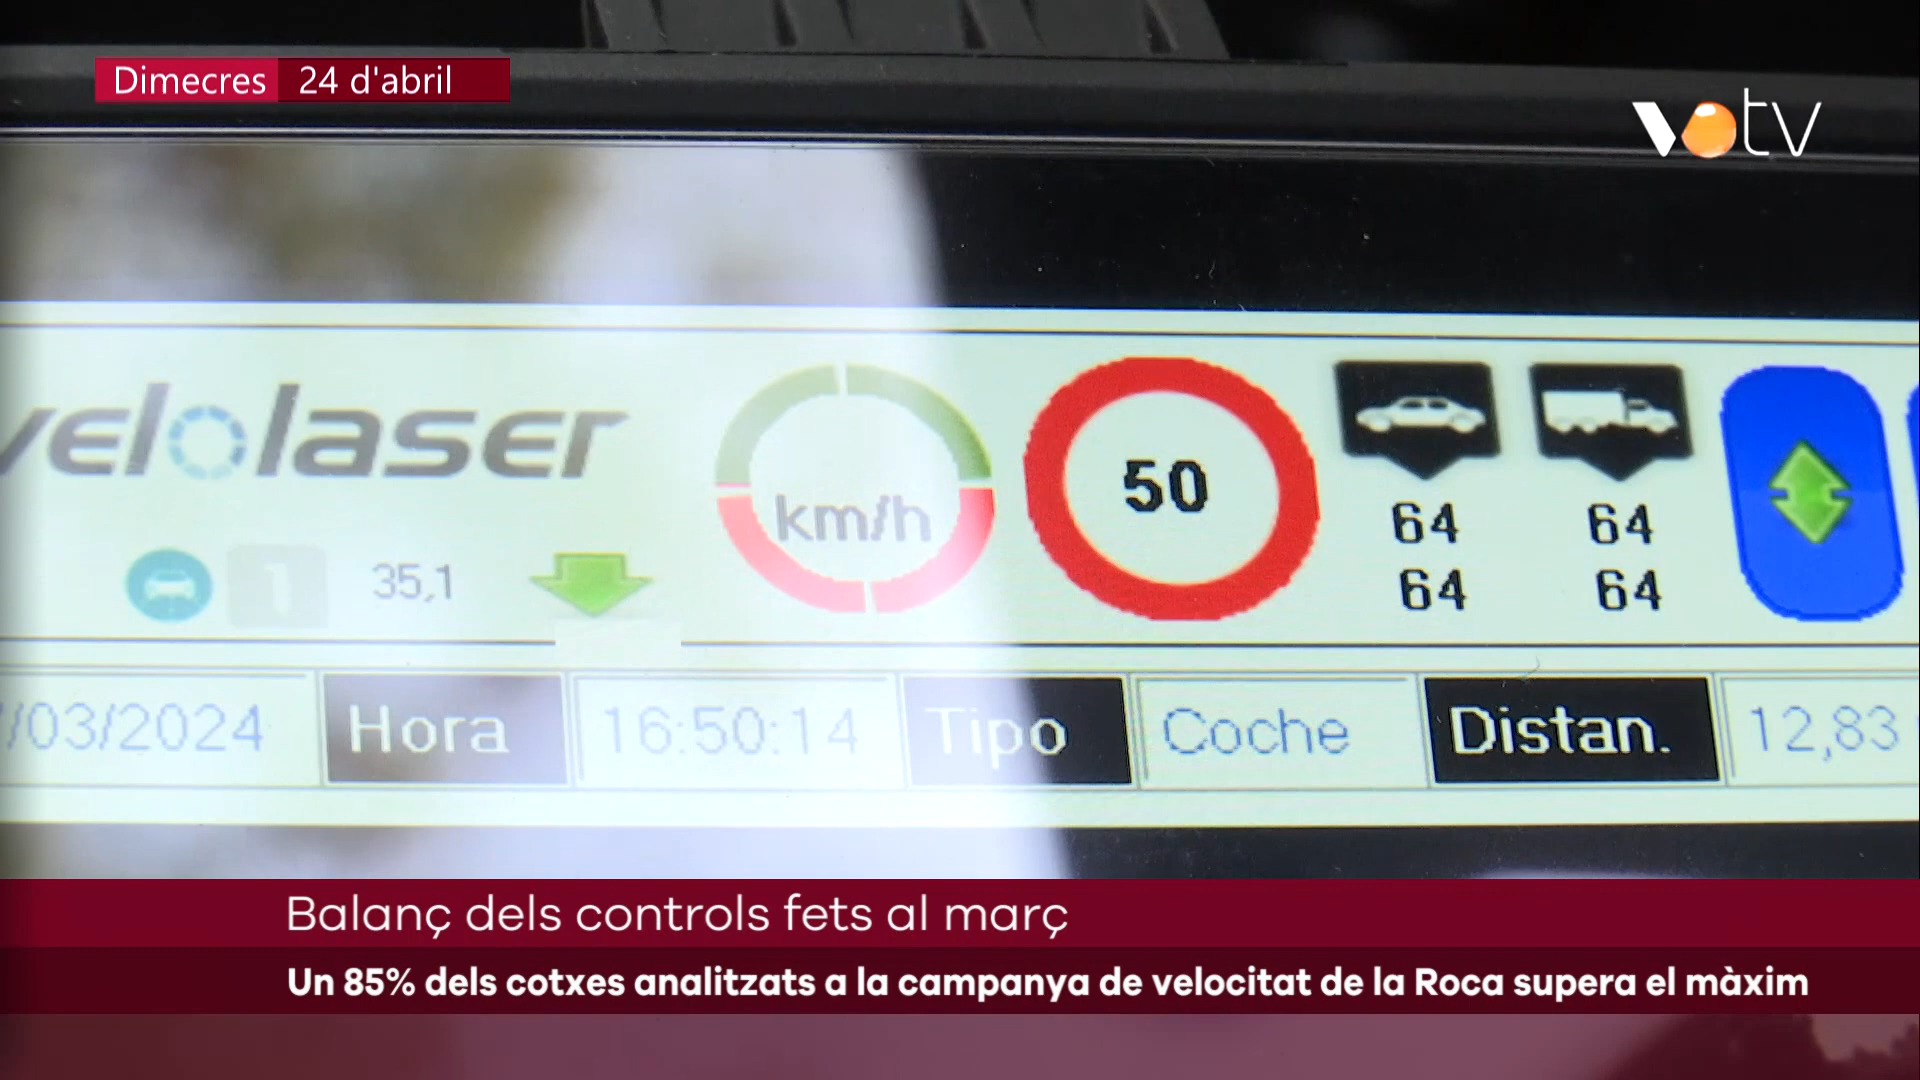 Dimecres 24 d'abril
votv
velolaser
km/h
50
64 64
64 64
1 35,1
/03/2024 Hora 16:50:14 Tipo Coche Distan. 12,83
Balanç dels controls fets al març
Un 85% dels cotxes analitzats a la campanya de velocitat de la Roca supera el màxim